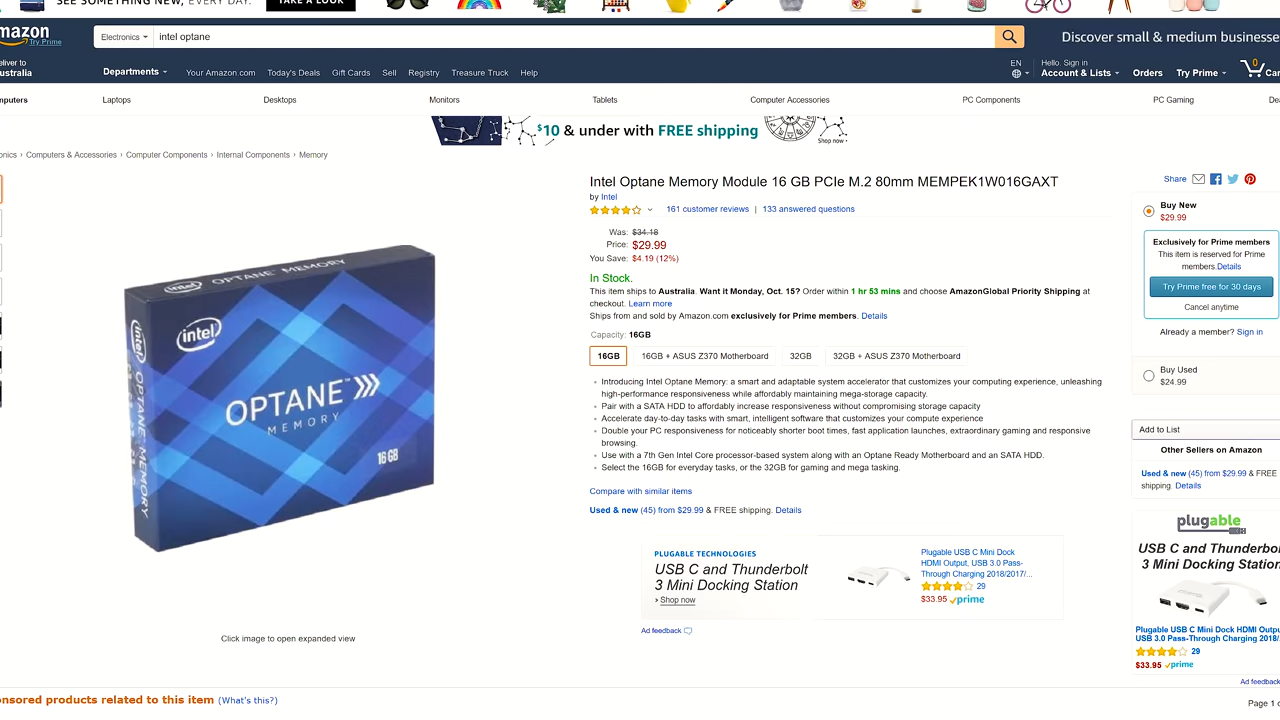 SEE SOMETHING NEW, EVERY DAY.
TAKE A LOOK
mazon
Try Prime
Electronics
intel optane
Discover small & medium businesse
eliver to
ustralia
Departments
Your Amazon.com
Today's Deals
Gift Cards
Sell
Registry
Treasure Truck
Help
EN
Hello. Sign in
Account & Lists
Orders
Try Prime
0
Car
mputers
Laptops
Desktops
Monitors
Tablets
Computer Accessories
PC Components
PC Gaming
De
$10 & under with FREE shipping
Shop now ›
onics › Computers & Accessories › Computer Components › Internal Components › Memory
intel
OPTANE MEMORY
intel
OPTANE MEMORY
intel
OPTANE
MEMORY
16 GB
Click image to open expanded view
Intel Optane Memory Module 16 GB PCIe M.2 80mm MEMPEK1W016GAXT
by Intel
161 customer reviews | 133 answered questions
Was: $34.18
Price: $29.99
You Save: $4.19 (12%)
In Stock.
This item ships to Australia. Want it Monday, Oct. 15? Order within 1 hr 53 mins and choose AmazonGlobal Priority Shipping at
checkout. Learn more
Ships from and sold by Amazon.com exclusively for Prime members. Details
Capacity: 16GB
16GB
16GB + ASUS Z370 Motherboard
32GB
32GB + ASUS Z370 Motherboard
Introducing Intel Optane Memory: a smart and adaptable system accelerator that customizes your computing experience, unleashing
high-performance responsiveness while affordably maintaining mega-storage capacity.
Pair with a SATA HDD to affordably increase responsiveness without compromising storage capacity
Accelerate day-to-day tasks with smart, intelligent software that customizes your compute experience
Double your PC responsiveness for noticeably shorter boot times, fast application launches, extraordinary gaming and responsive
browsing.
Use with a 7th Gen Intel Core processor-based system along with an Optane Ready Motherboard and an SATA HDD.
Select the 16GB for everyday tasks, or the 32GB for gaming and mega tasking.
Compare with similar items
Used & new (45) from $29.99 & FREE shipping. Details
PLUGABLE TECHNOLOGIES
USB C and Thunderbolt
3 Mini Docking Station
› Shop now
Plugable USB C Mini Dock
HDMI Output, USB 3.0 Pass-
Through Charging 2018/2017/...
29
$33.95 prime
Ad feedback
Share
Buy New
$29.99
Exclusively for Prime members
This item is reserved for Prime
members.Details
Try Prime free for 30 days
Cancel anytime
Already a member? Sign in
Buy Used
$24.99
Add to List
Other Sellers on Amazon
Used & new (45) from $29.99 & FREE
shipping. Details
plugable
USB C and Thunderbol
3 Mini Docking Station
Plugable USB C Mini Dock HDMI Outpu
USB 3.0 Pass-Through Charging 2018/
29
$33.95 prime
Ad feedback
onsored products related to this item (What's this?)
Page 1 o